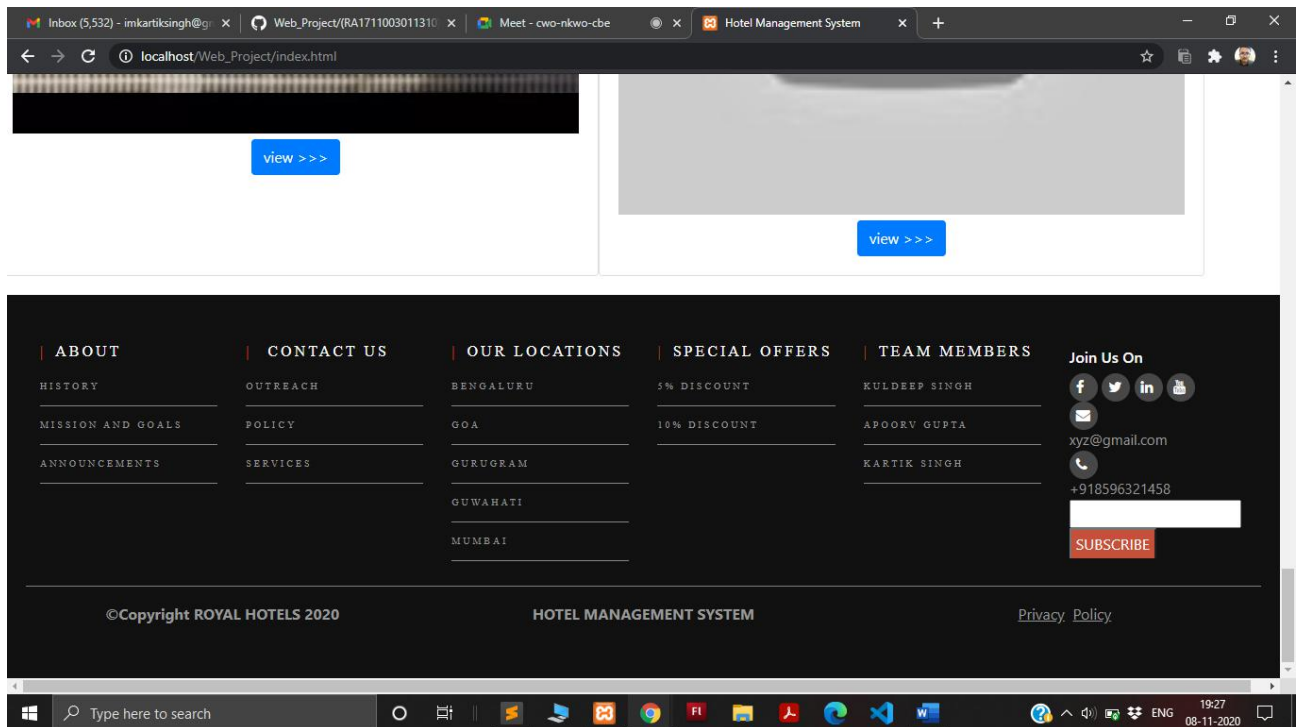 Inbox (5,532) - imkartiksingh@gr
Web_Project/(RA1711003011310
Meet - cwo-nkwo-cbe
Hotel Management System
localhost/Web_Project/index.html
view >>>
view >>>
ABOUT
HISTORY
MISSION AND GOALS
ANNOUNCEMENTS
CONTACT US
OUTREACH
POLICY
SERVICES
OUR LOCATIONS
BENGALURU
GOA
GURUGRAM
GUWAHATI
MUMBAI
SPECIAL OFFERS
5% DISCOUNT
10% DISCOUNT
TEAM MEMBERS
KULDEEP SINGH
APOORV GUPTA
KARTIK SINGH
Join Us On
xyz@gmail.com
+918596321458
SUBSCRIBE
©Copyright ROYAL HOTELS 2020
HOTEL MANAGEMENT SYSTEM
Privacy Policy
Type here to search
ENG
19:27
08-11-2020